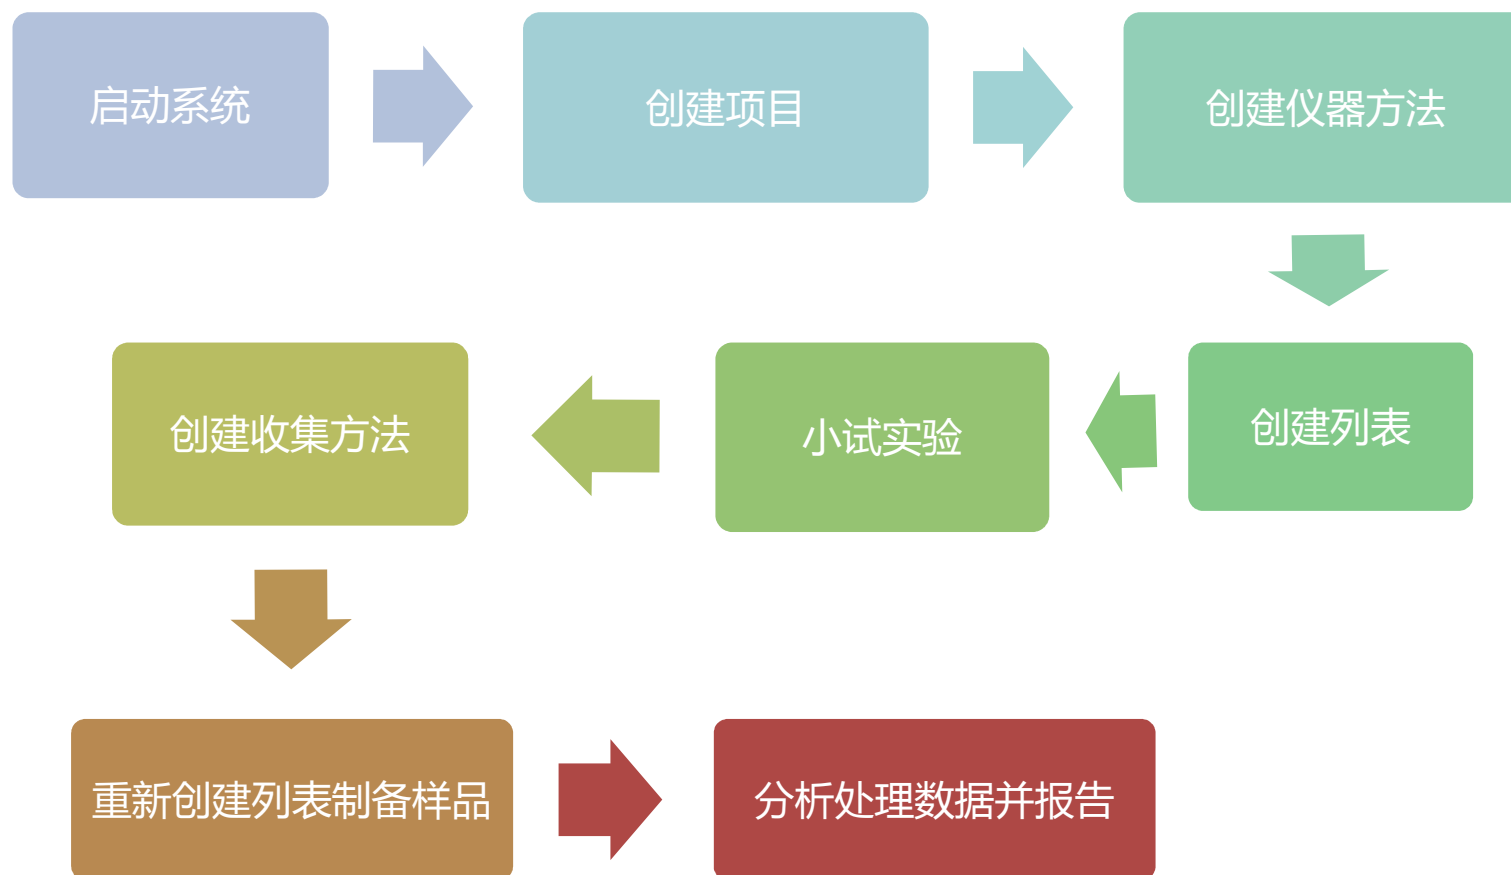 启动系统
创建项目
创建仪器方法
创建列表
小试实验
创建收集方法
重新创建列表制备样品
分析处理数据并报告